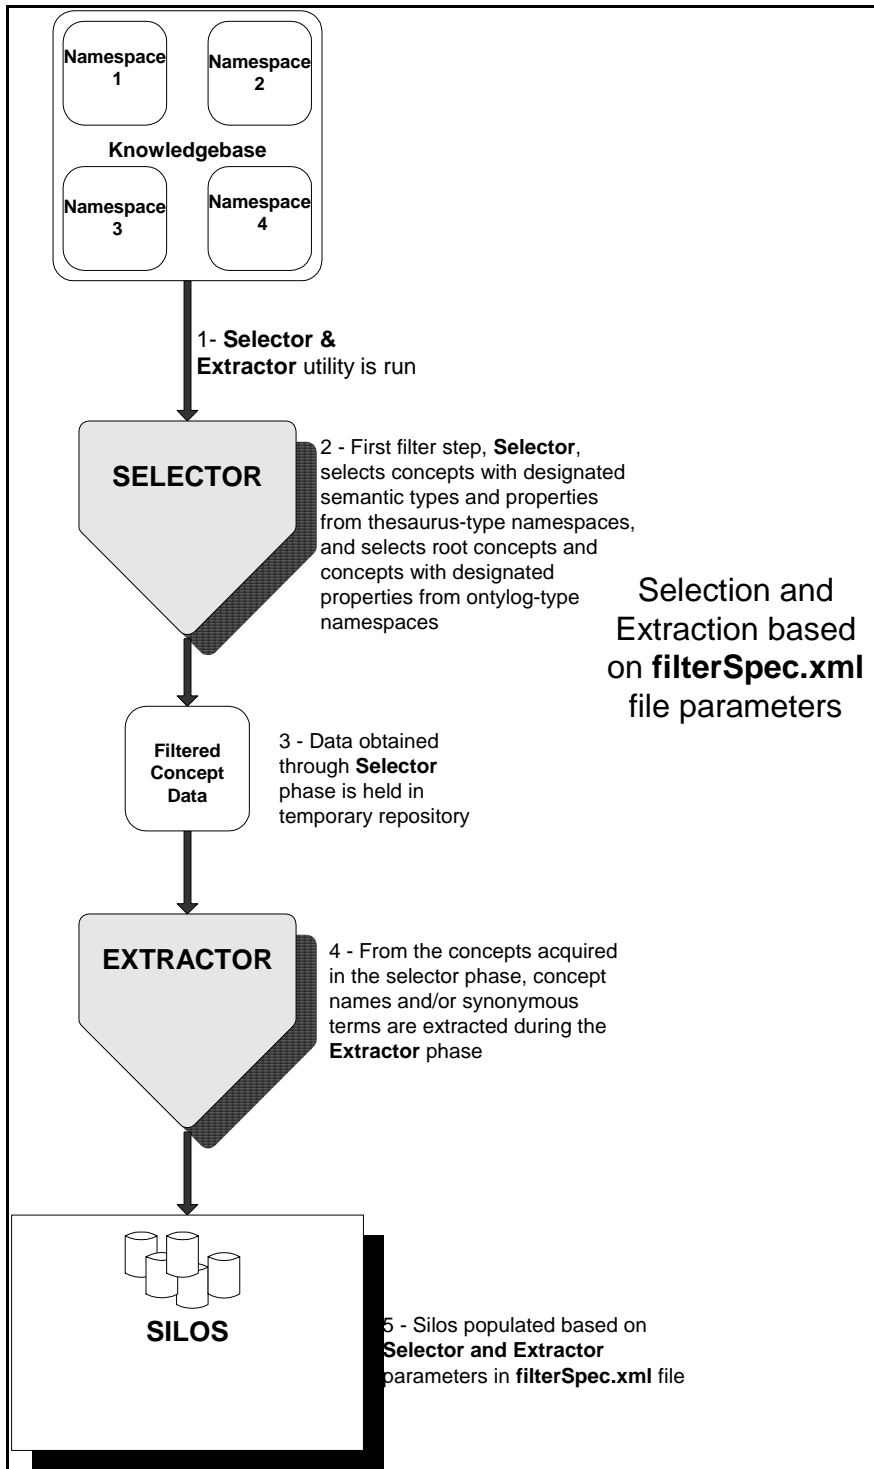 Namespace
1
Namespace
2
Knowledgebase
Namespace
3
Namespace
4
1- Selector &
Extractor utility is run
SELECTOR
2 - First filter step, Selector,
selects concepts with designated
semantic types and properties
from thesaurus-type namespaces,
and selects root concepts and
concepts with designated
properties from ontylog-type
namespaces
Selection and
Extraction based
on filterSpec.xml
file parameters
Filtered
Concept
Data
3 - Data obtained
through Selector
phase is held in
temporary repository
EXTRACTOR
4 - From the concepts acquired
in the selector phase, concept
names and/or synonymous
terms are extracted during the
Extractor phase
SILOS
5 - Silos populated based on
Selector and Extractor
parameters in filterSpec.xml file